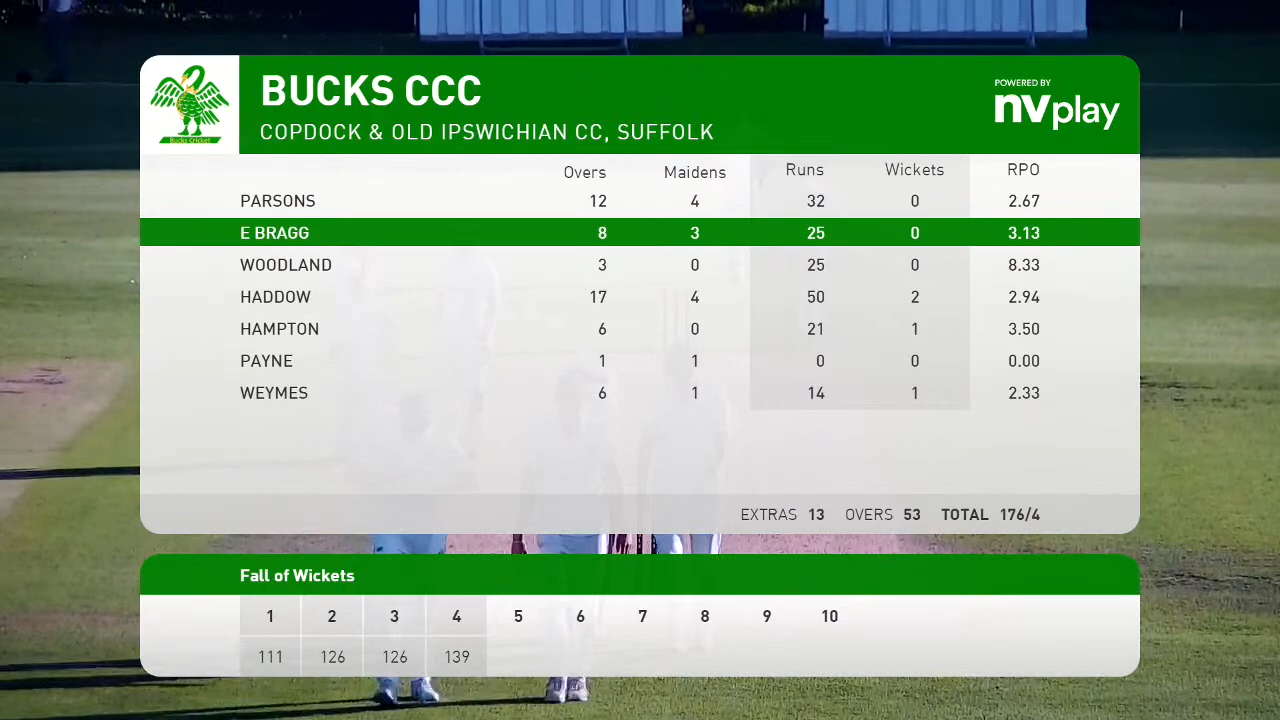 BUCKS CCC
COPDOCK & OLD IPSWICHIAN CC, SUFFOLK
POWERED BY
nvplay
Bucks Cricket
Overs Maidens Runs Wickets RPO
PARSONS 12 4 32 0 2.67
E BRAGG 8 3 25 0 3.13
WOODLAND 3 0 25 0 8.33
HADDOW 17 4 50 2 2.94
HAMPTON 6 0 21 1 3.50
PAYNE 1 1 0 0 0.00
WEYMES 6 1 14 1 2.33
EXTRAS 13 OVERS 53 TOTAL 176/4
Fall of Wickets
1 2 3 4 5 6 7 8 9 10
111 126 126 139